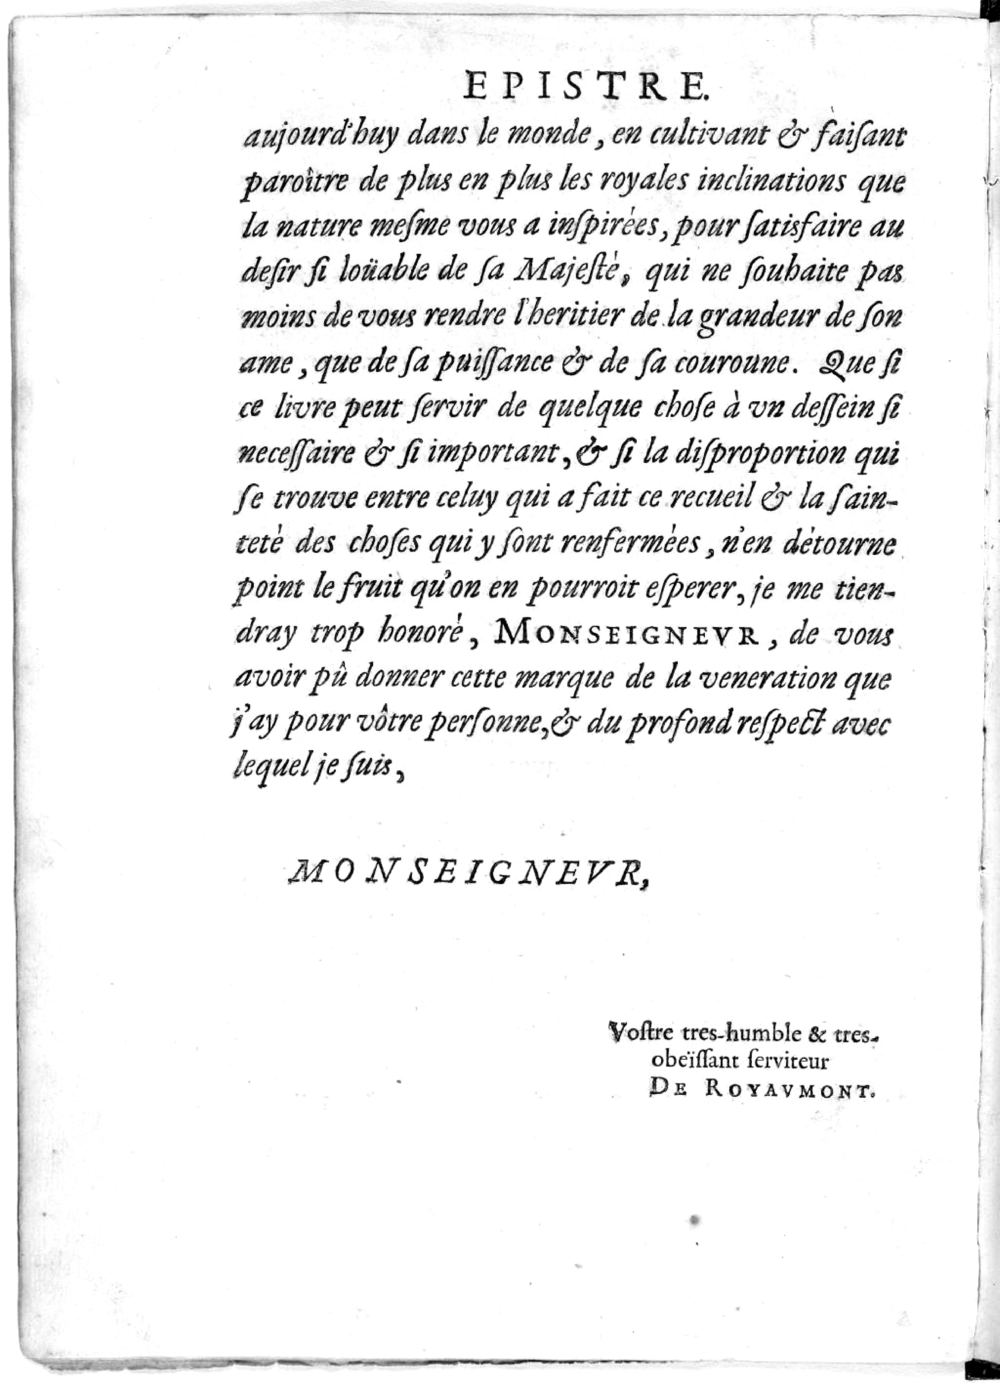 EPISTRE.
aujourd'huy dans le monde, en cultivant & faiſant
paroître de plus en plus les royales inclinations que
la nature meſme vous a inſpirées, pour ſatisfaire au
deſir ſi loüable de ſa Majeſté, qui ne ſouhaite pas
moins de vous rendre l'heritier de la grandeur de ſon
ame, que de ſa puiſſance & de ſa couroune. Que ſi
ce livre peut ſervir de quelque choſe à vn deſſein ſi
neceſſaire & ſi important, & ſi la diſproportion qui
ſe trouve entre celuy qui a fait ce recueil & la ſain-
teté des choſes qui y ſont renfermées, n'en détourne
point le fruit qu'on en pourroit eſperer, je me tien-
dray trop honoré, MONSEIGNEVR, de vous
avoir pû donner cette marque de la veneration que
j'ay pour vôtre perſonne, & du profond reſpect avec
lequel je ſuis,
MONSEIGNEVR,
Voſtre tres-humble & tres-
obeïſſant ſerviteur
DE ROYAVMONT.